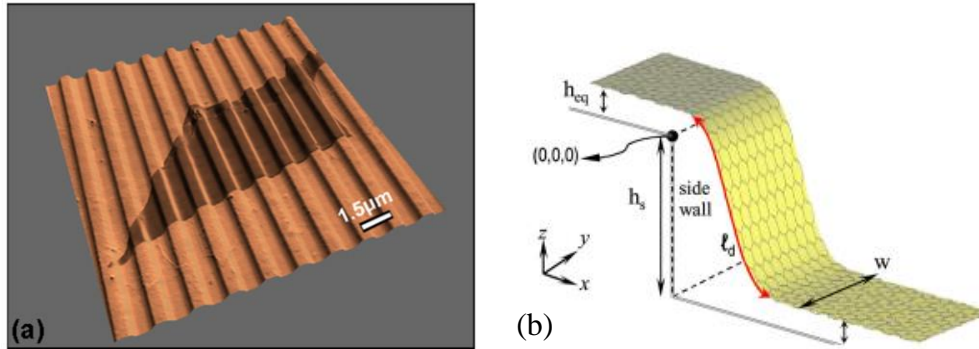 1.5μm
(a)
h_eq
(0,0,0)
h_s
side
wall
ℓ_d
w
z
y
x
(b)